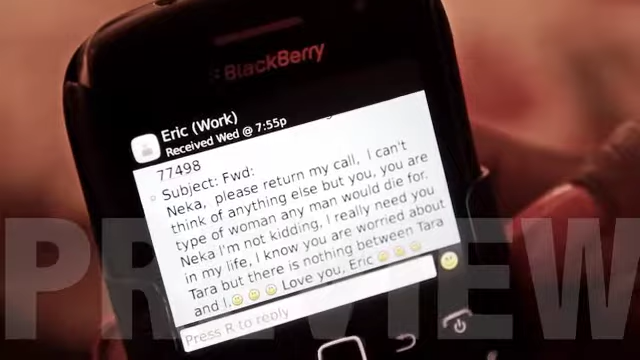 BlackBerry
Eric (Work)
Received Wed @ 7:55p
77498
Subject: Fwd:
Neka, please return my call, I can't
think of anything else but you, you are
type of woman any man would die for.
Neka I'm not kidding, I really need you
in my life, I know you are worried about
Tara but there is nothing between Tara
and I. Love you, Eric
Press R to reply
PREVIEW